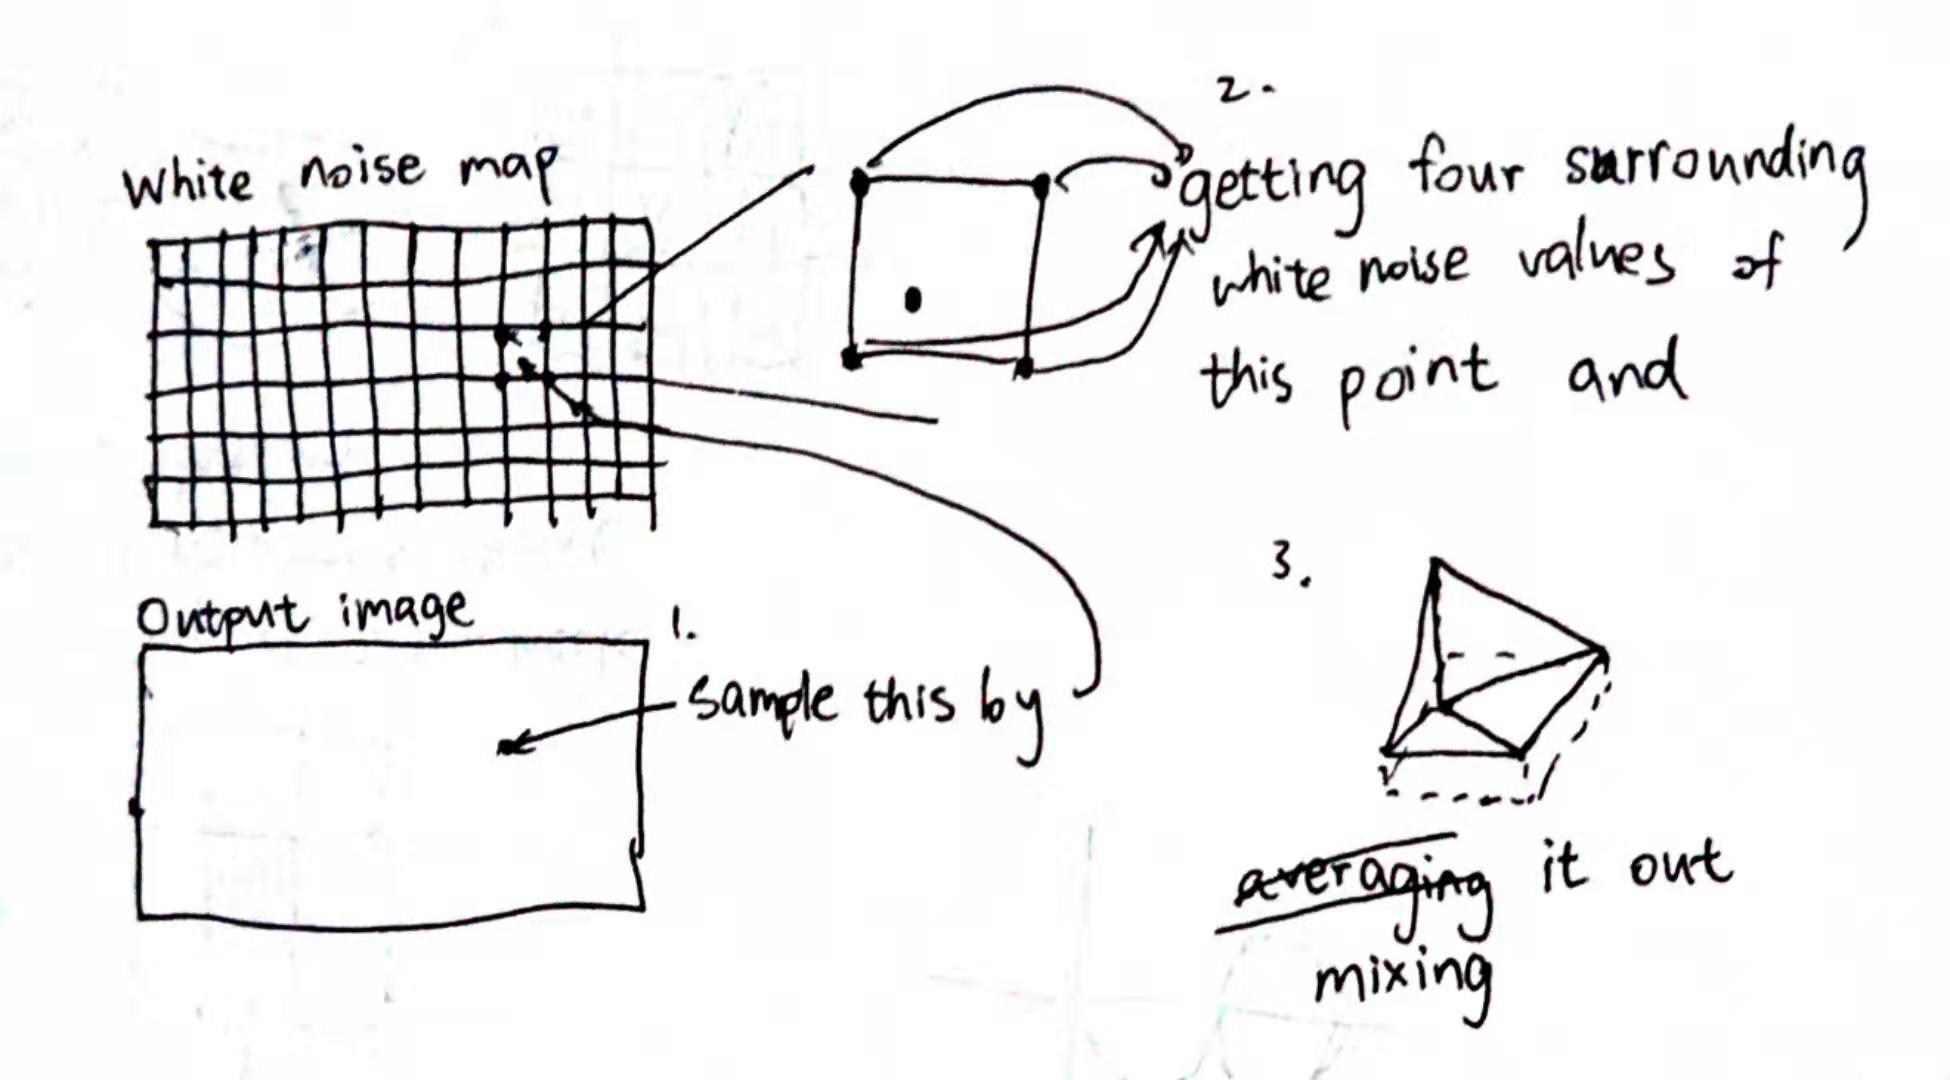 White noise map
2.
getting four surrounding
white noise values of
this point and
Output image
1.
Sample this by
3.
averaging it out
mixing